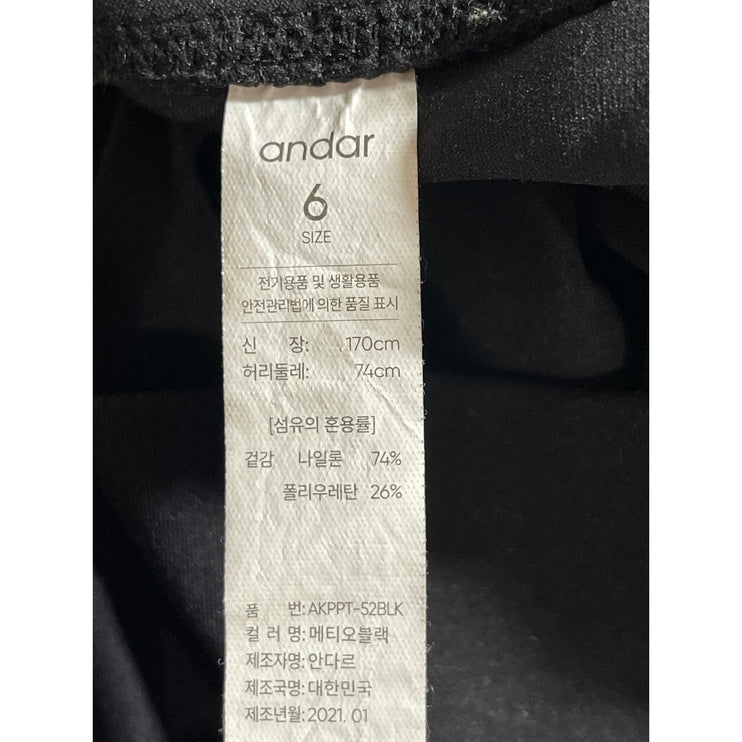 andar
6
SIZE
전기용품 및 생활용품
안전관리법에 의한 품질 표시
신 장: 170cm
허리둘레: 74cm
[섬유의 혼용률]
겉감 나일론 74%
폴리우레탄 26%
품 번: AKPPT-52BLK
컬 러 명: 메티오블랙
제조자명: 안다르
제조국명: 대한민국
제조년월: 2021. 01